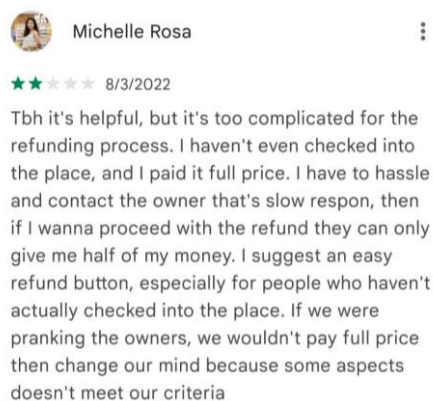 Michelle Rosa
8/3/2022
Tbh it's helpful, but it's too complicated for the
refunding process. I haven't even checked into
the place, and I paid it full price. I have to hassle
and contact the owner that's slow respon, then
if I wanna proceed with the refund they can only
give me half of my money. I suggest an easy
refund button, especially for people who haven't
actually checked into the place. If we were
pranking the owners, we wouldn't pay full price
then change our mind because some aspects
doesn't meet our criteria